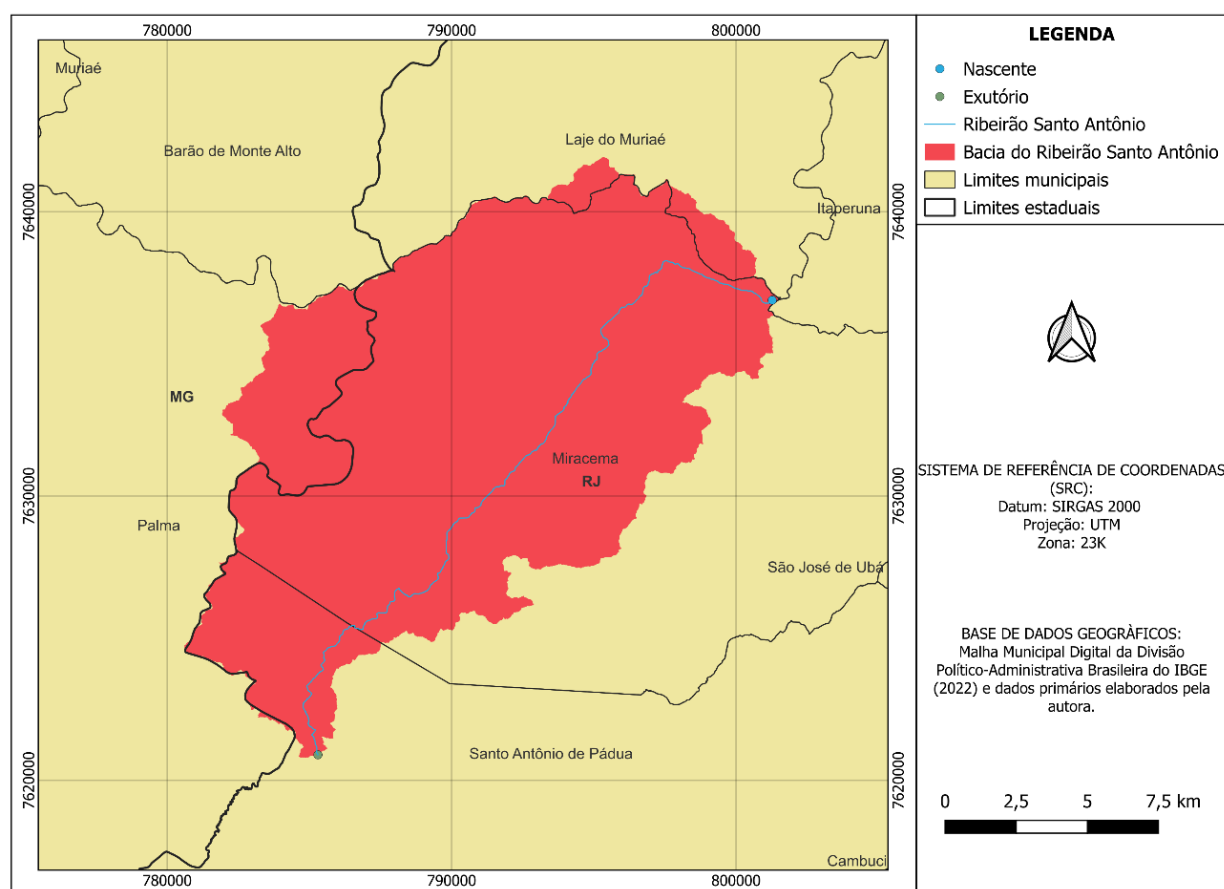 780000
790000
800000
Muriaé
Barão de Monte Alto
Laje do Muriaé
7640000
7640000
Itaperuna
MG
Miracema
RJ
7630000
7630000
Palma
São José de Ubá
Santo Antônio de Pádua
7620000
7620000
Cambuci
780000
790000
800000
LEGENDA
Nascente
Exutório
Ribeirão Santo Antônio
Bacia do Ribeirão Santo Antônio
Limites municipais
Limites estaduais
SISTEMA DE REFERÊNCIA DE COORDENADAS
(SRC):
Datum: SIRGAS 2000
Projeção: UTM
Zona: 23K
BASE DE DADOS GEOGRÀFICOS:
Malha Municipal Digital da Divisão
Político-Administrativa Brasileira do IBGE
(2022) e dados primários elaborados pela
autora.
0 2,5 5 7,5 km